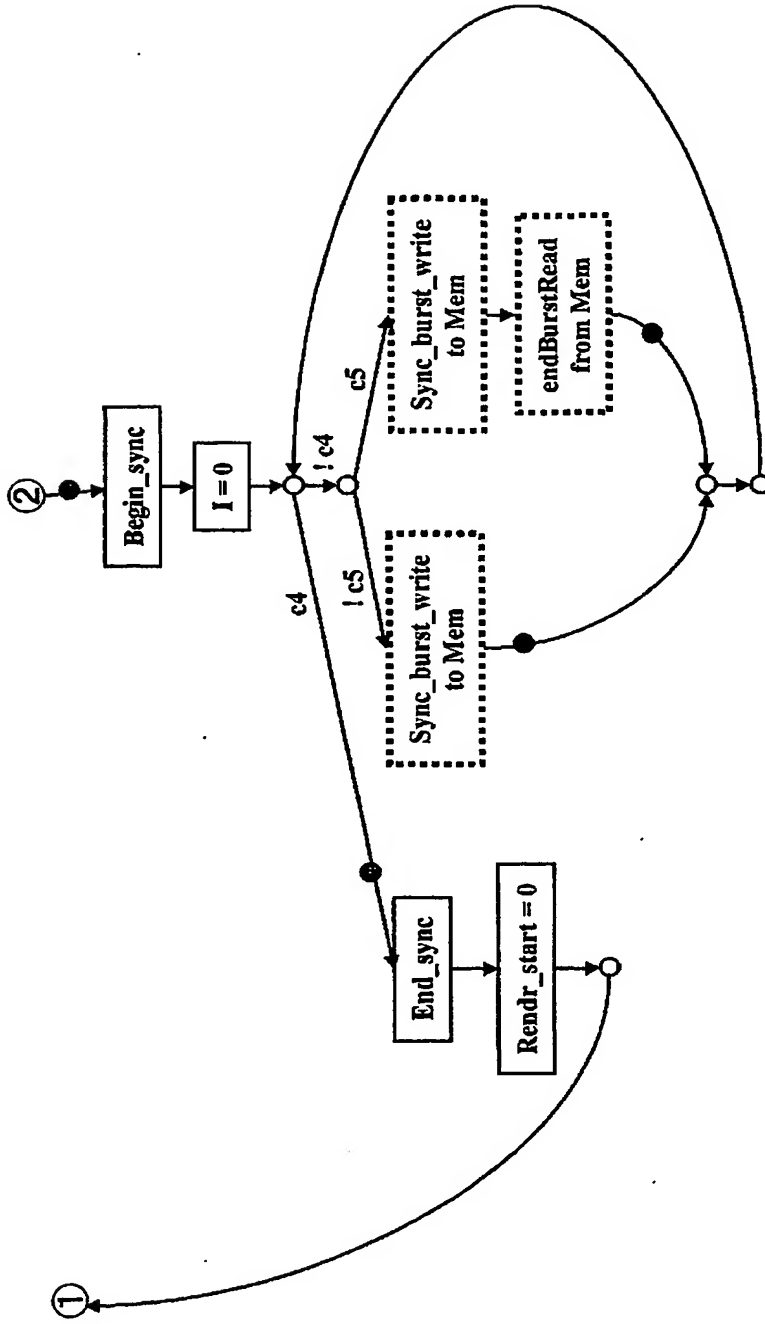 2
Begin_sync
I = 0
c4
! c4
! c5
c5
Sync_burst_write
to Mem
Sync_burst_write
to Mem
endBurstRead
from Mem
End_sync
Rendr_start = 0
1